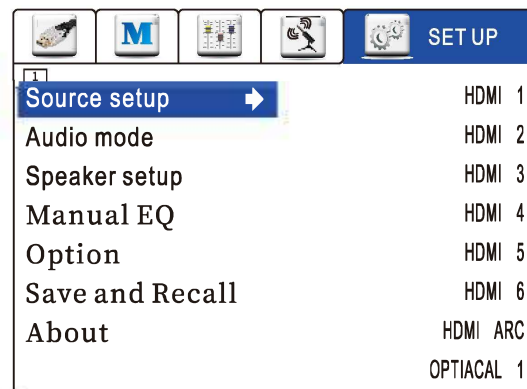 M
SET UP
1
Source setup HDMI 1
Audio mode HDMI 2
Speaker setup HDMI 3
Manual EQ HDMI 4
Option HDMI 5
Save and Recall HDMI 6
About HDMI ARC
OPTIACAL 1